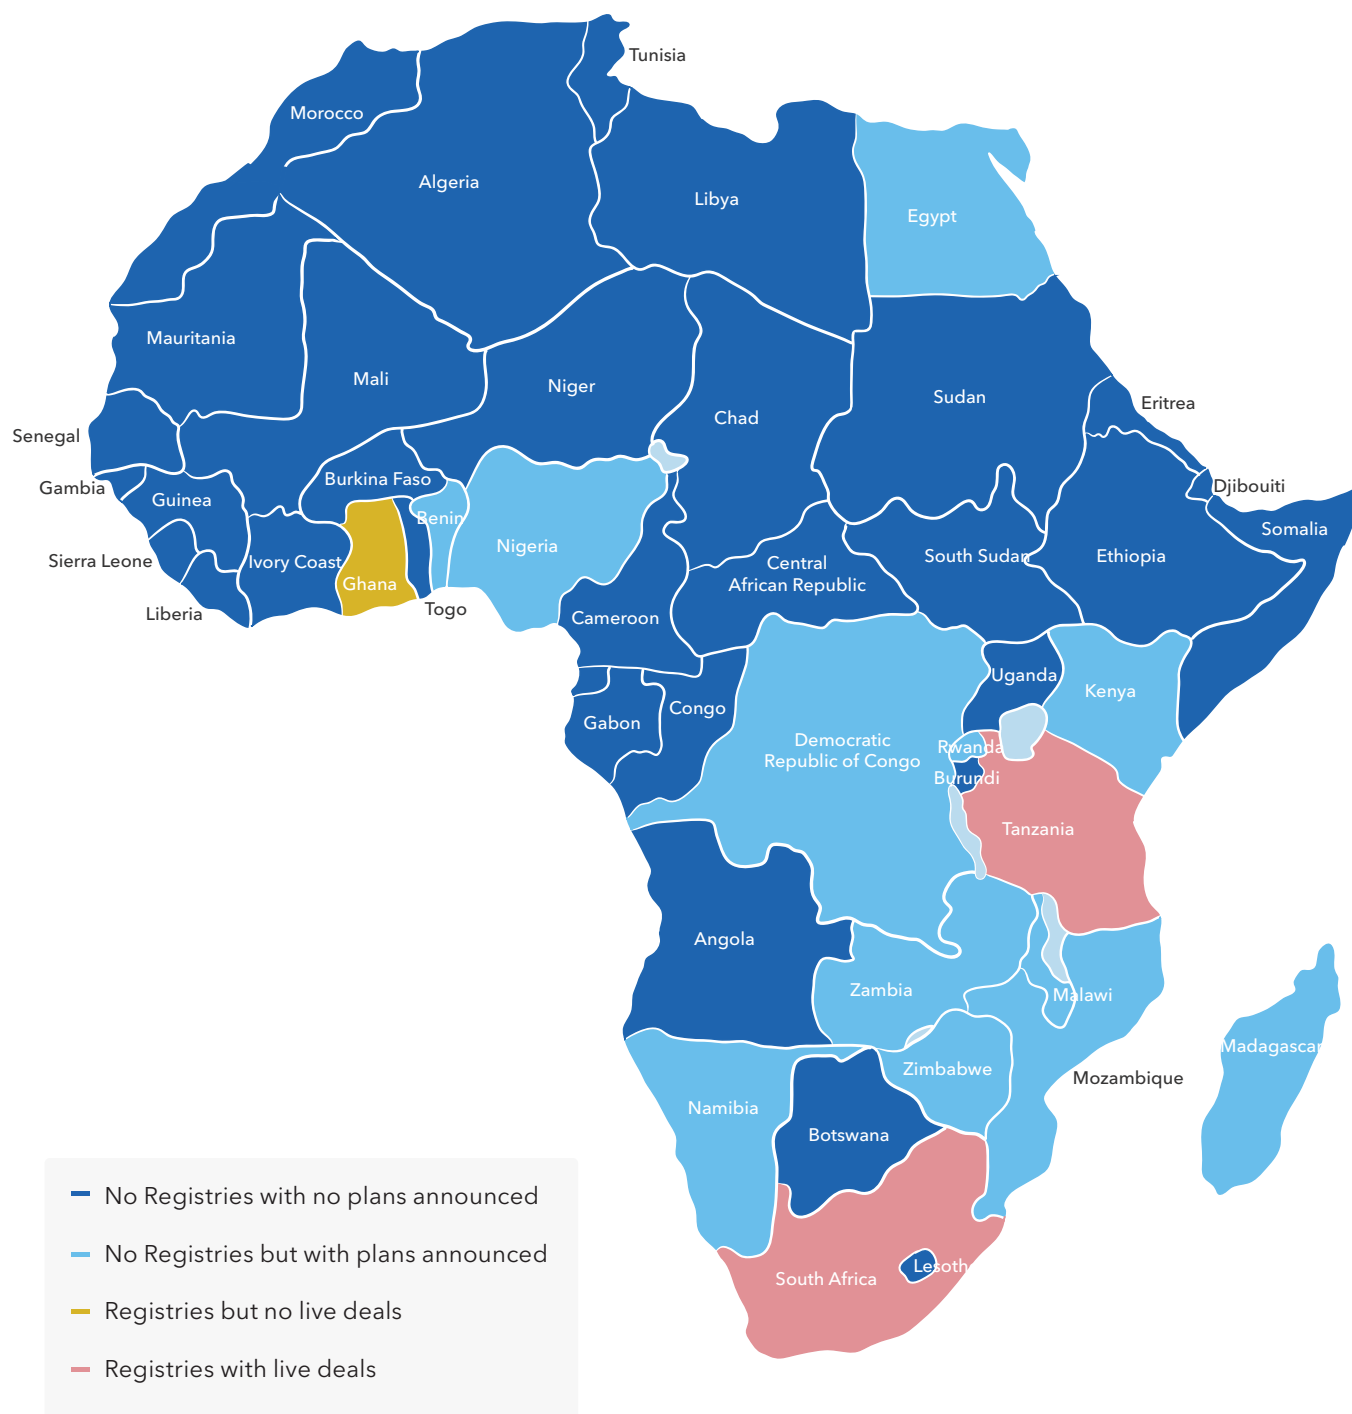 Tunisia
Morocco
Algeria
Libya
Egypt
Mauritania
Mali
Niger
Chad
Sudan
Eritrea
Senegal
Gambia
Guinea
Burkina Faso
Benin
Djibouiti
Somalia
Sierra Leone
Ivory Coast
Ghana
Nigeria
Central
African Republic
South Sudan
Ethiopia
Liberia
Togo
Cameroon
Uganda
Kenya
Gabon
Congo
Democratic
Republic of Congo
Rwanda
Burundi
Tanzania
Angola
Zambia
Malawi
Madagascar
Zimbabwe
Mozambique
Namibia
Botswana
South Africa
Lesotho
No Registries with no plans announced
No Registries but with plans announced
Registries but no live deals
Registries with live deals